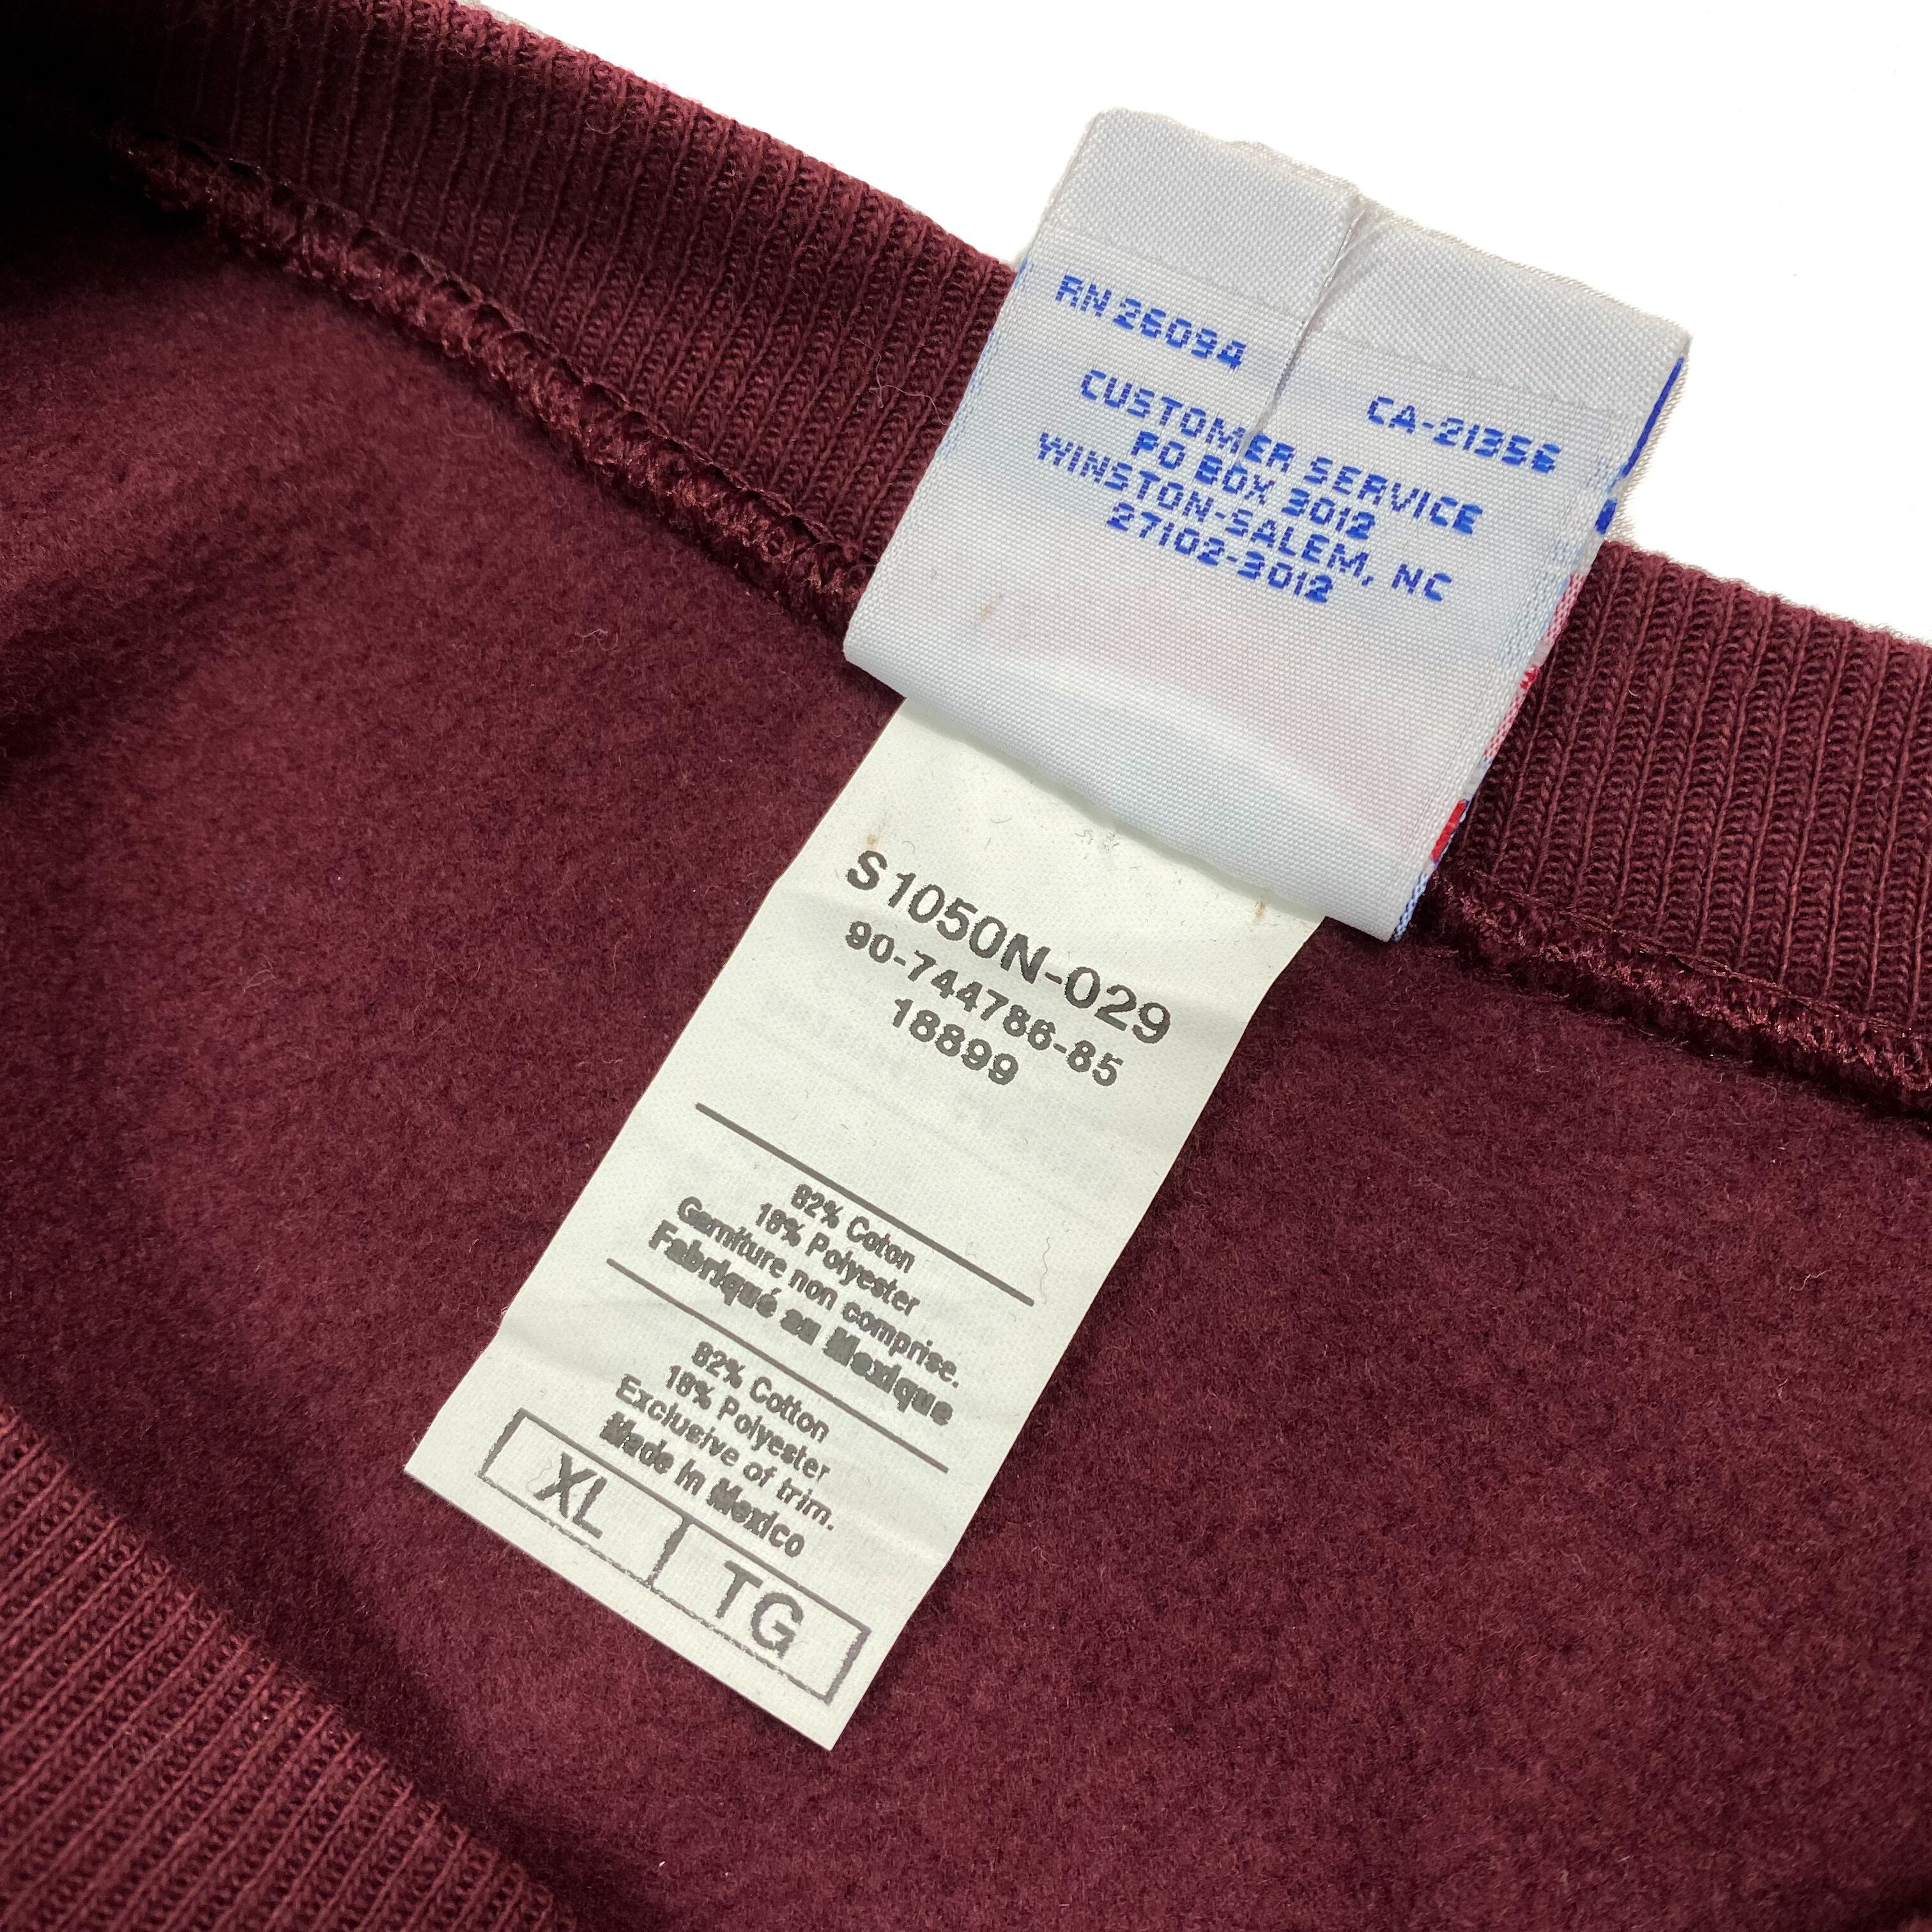 RN 26094
CA-21356
CUSTOMER SERVICE
PO BOX 3012
WINSTON-SALEM, NC
27102-3012
S1050N-029
90-744786-85
18899
82% Coton
18% Polyester
Garniture non comprise.
Fabriqué au Mexique
82% Cotton
18% Polyester
Exclusive of trim.
Made in Mexico
XL TG